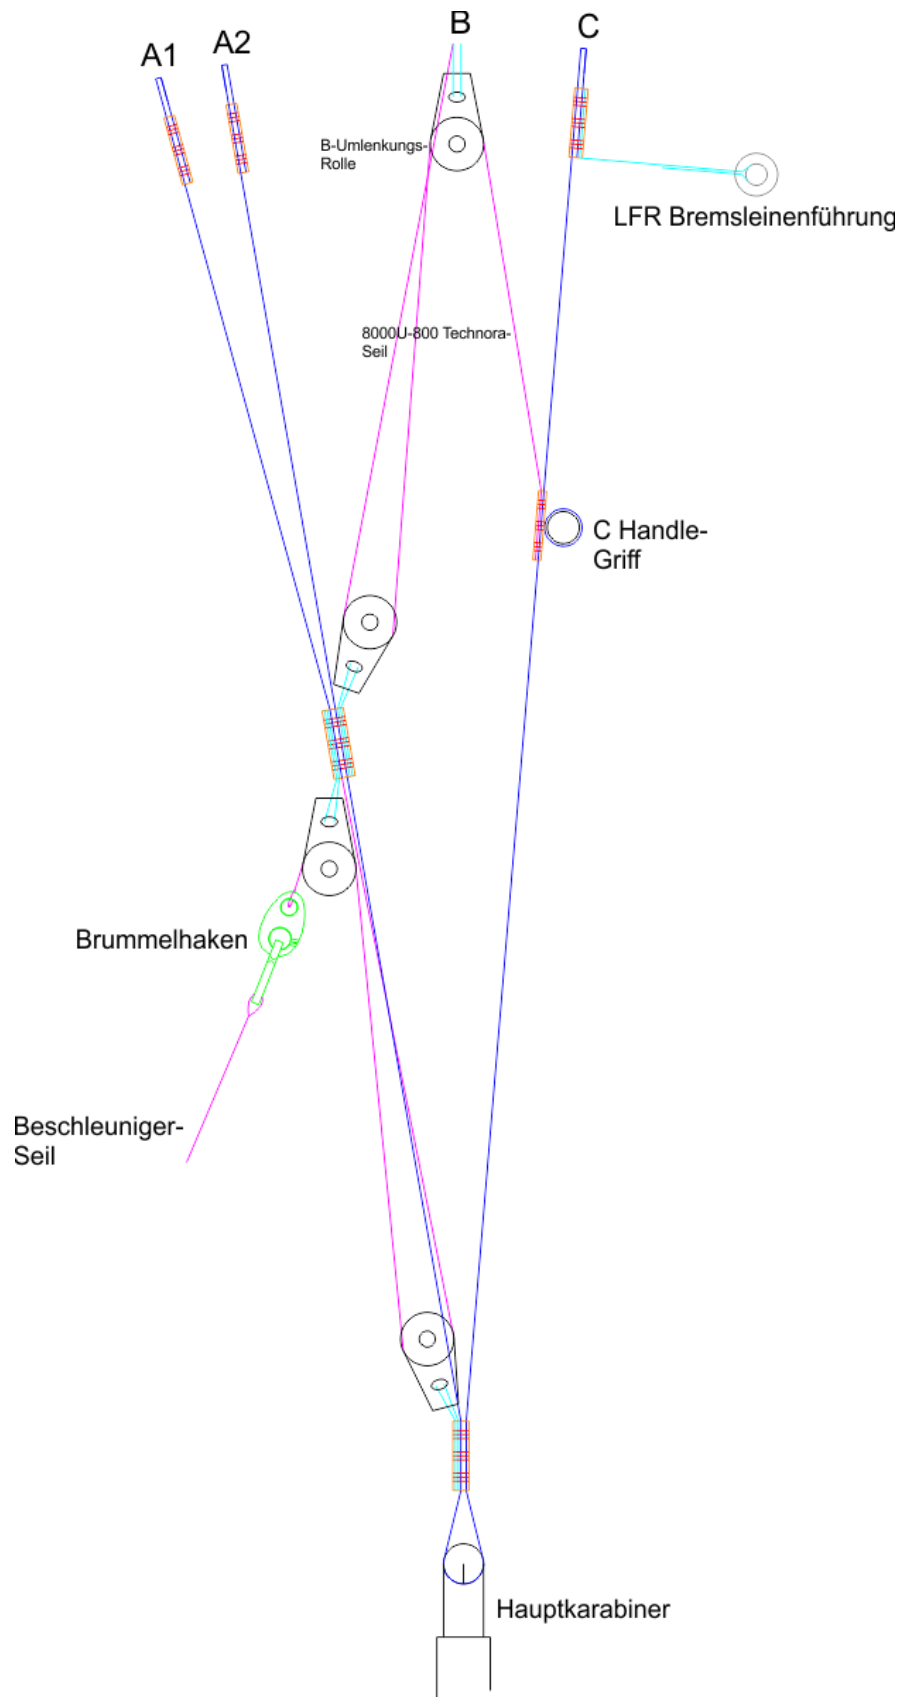 A1
A2
B
C
B-Umlenkungs-
Rolle
LFR Bremsleinenführung
8000U-800 Technora-
Seil
C Handle-
Griff
Brummelhaken
Beschleuniger-
Seil
Hauptkarabiner